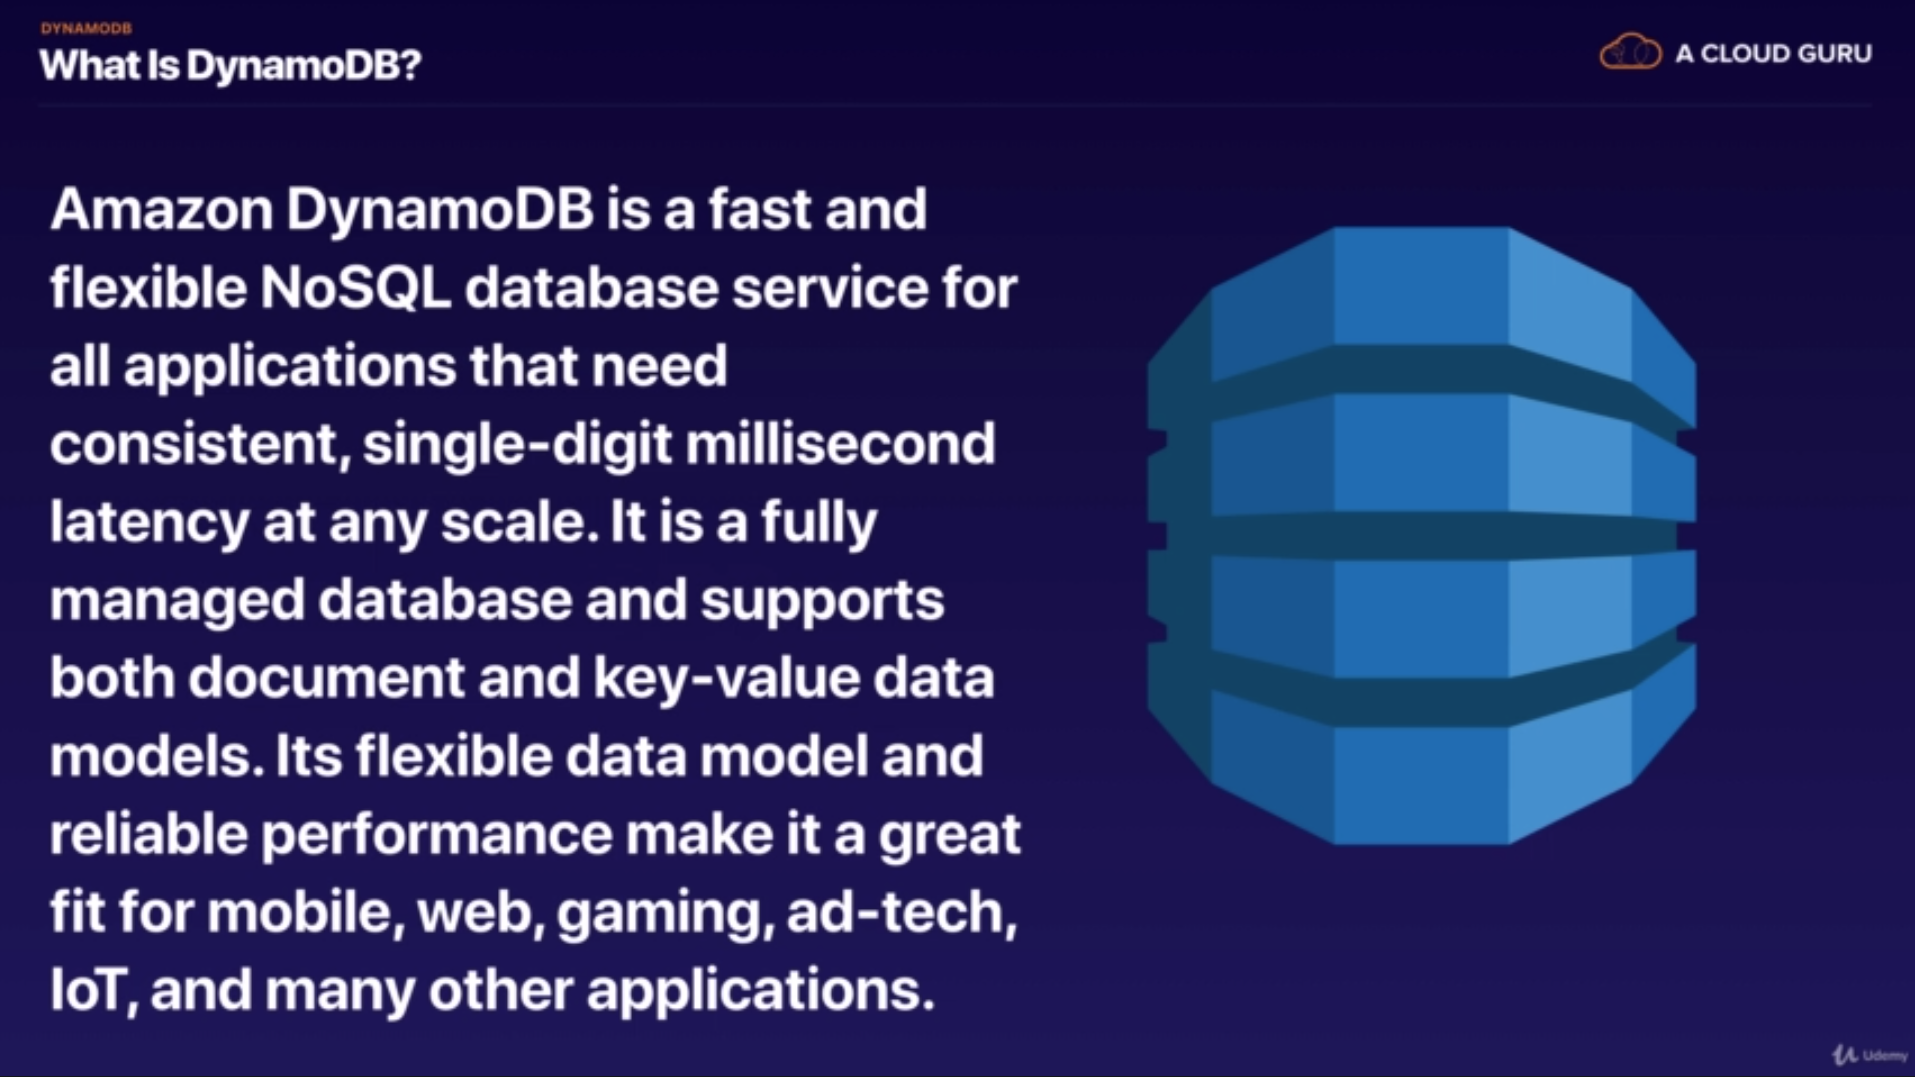 DYNAMODB
What Is DynamoDB?
A CLOUD GURU
Amazon DynamoDB is a fast and
flexible NoSQL database service for
all applications that need
consistent, single-digit millisecond
latency at any scale. It is a fully
managed database and supports
both document and key-value data
models. Its flexible data model and
reliable performance make it a great
fit for mobile, web, gaming, ad-tech,
IoT, and many other applications.
Udemy